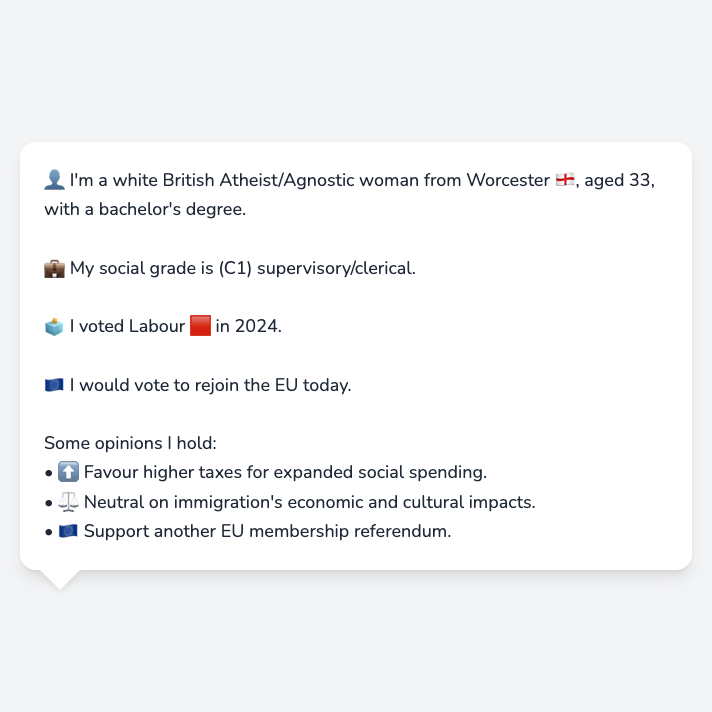 👤 I'm a white British Atheist/Agnostic woman from Worcester 🏴󠁧󠁢󠁥󠁮󠁧󠁿, aged 33,
with a bachelor's degree.
💼 My social grade is (C1) supervisory/clerical.
🗳️ I voted Labour 🟥 in 2024.
🇪🇺 I would vote to rejoin the EU today.
Some opinions I hold:
• ⬆️ Favour higher taxes for expanded social spending.
• ⚖️ Neutral on immigration's economic and cultural impacts.
• 🇪🇺 Support another EU membership referendum.